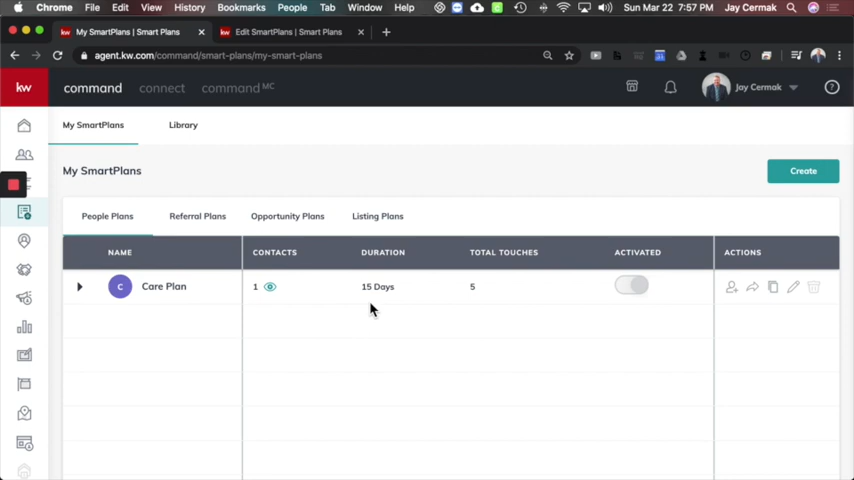 Chrome File Edit View History Bookmarks People Tab Window Help Sun Mar 22 7:57 PM Jay Cermak
kw My SmartPlans | Smart Plans × kw Edit SmartPlans | Smart Plans × +
agent.kw.com/command/smart-plans/my-smart-plans
kw command connect command MC Jay Cermak ?
My SmartPlans Library
My SmartPlans Create
People Plans Referral Plans Opportunity Plans Listing Plans
NAME CONTACTS DURATION TOTAL TOUCHES ACTIVATED ACTIONS
C Care Plan 1 15 Days 5